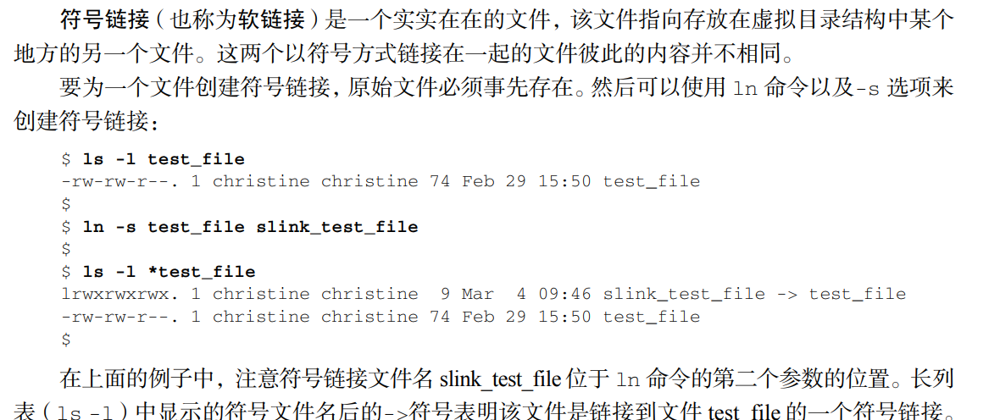 符号链接（也称为软链接）是一个实实在在的文件，该文件指向存放在虚拟目录结构中某个
地方的另一个文件。这两个以符号方式链接在一起的文件彼此的内容并不相同。
要为一个文件创建符号链接，原始文件必须事先存在。然后可以使用 ln 命令以及-s 选项来
创建符号链接：
$ ls -l test_file
-rw-rw-r--. 1 christine christine 74 Feb 29 15:50 test_file
$
$ ln -s test_file slink_test_file
$
$ ls -l *test_file
lrwxrwxrwx. 1 christine christine  9 Mar  4 09:46 slink_test_file -> test_file
-rw-rw-r--. 1 christine christine 74 Feb 29 15:50 test_file
$
在上面的例子中，注意符号链接文件名 slink_test_file 位于 ln 命令的第二个参数的位置。长列
表（ls -l）中显示的符号文件名后的->符号表明该文件是链接到文件 test_file 的一个符号链接。